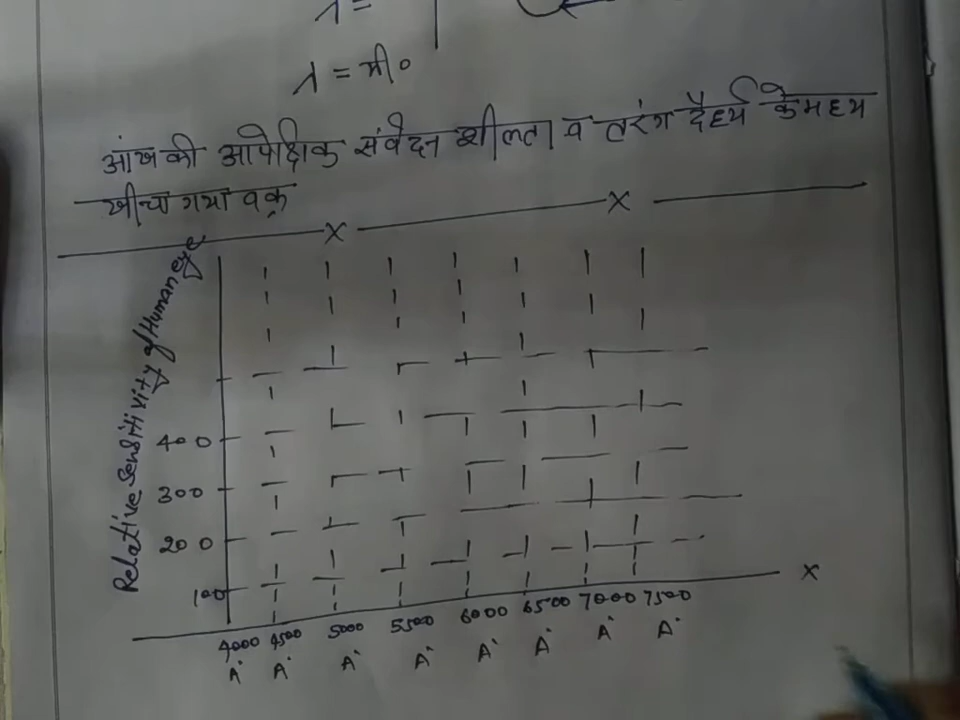 λ =
λ = मी०
आंख की आपेक्षिक संवेदन शीलता व तरंग दैर्ध्य के मध्य
खीचा गया वक्र
X X
Relative Sensitivity of Human eye
400
300
200
100
X
4000 4500 5000 5500 6000 6500 7000 7500
A° A° A° A° A° A° A° A°